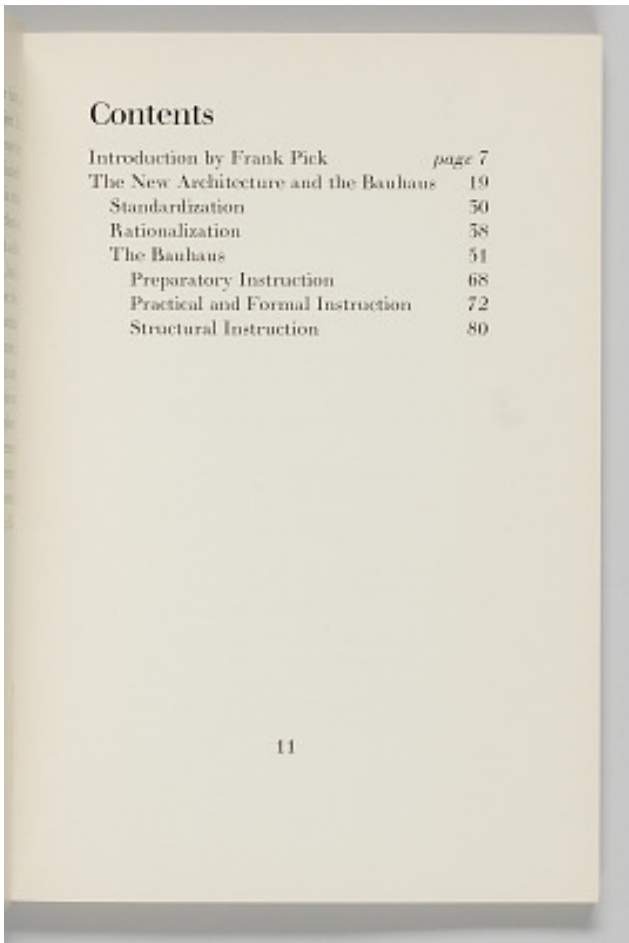 Contents
Introduction by Frank Pick page 7
The New Architecture and the Bauhaus 19
Standardization 30
Rationalization 38
The Bauhaus 51
Preparatory Instruction 68
Practical and Formal Instruction 72
Structural Instruction 80
11